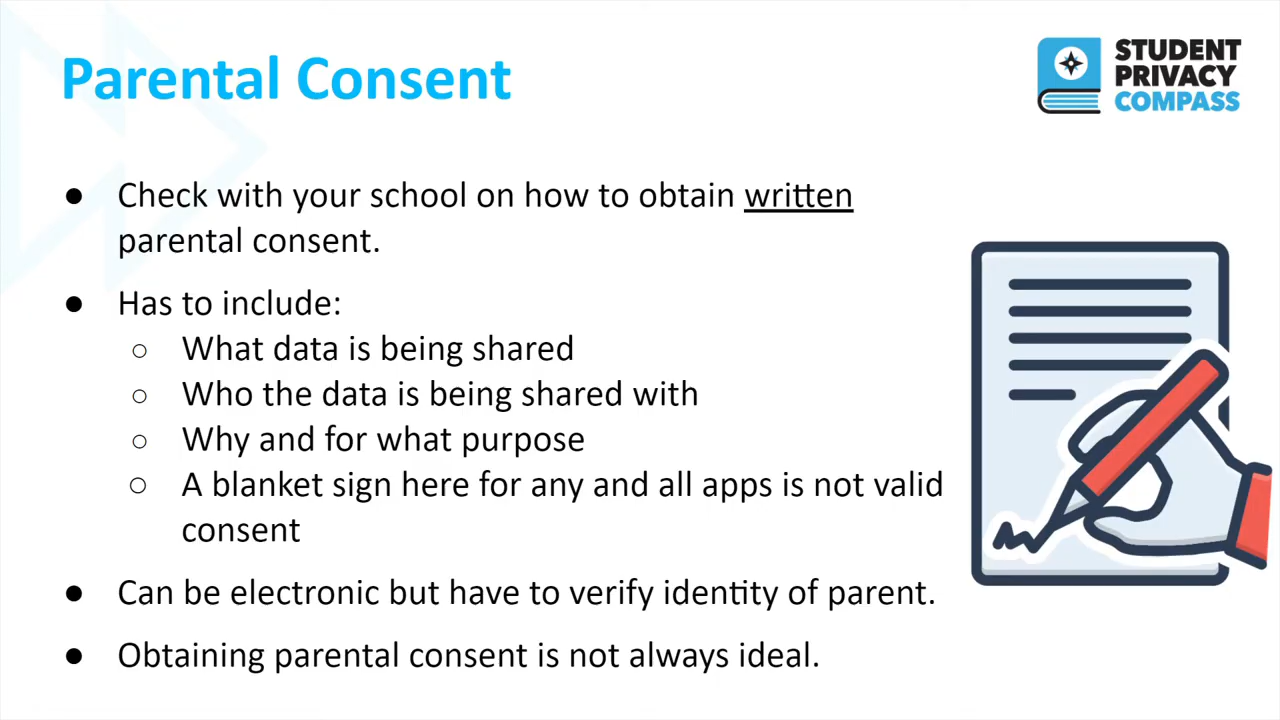 Parental Consent
STUDENT
PRIVACY
COMPASS
● Check with your school on how to obtain written
parental consent.
● Has to include:
○ What data is being shared
○ Who the data is being shared with
○ Why and for what purpose
○ A blanket sign here for any and all apps is not valid
consent
● Can be electronic but have to verify identity of parent.
● Obtaining parental consent is not always ideal.